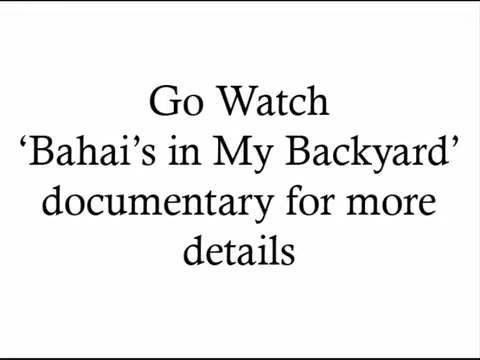 Go Watch
‘Bahai’s in My Backyard’
documentary for more
details